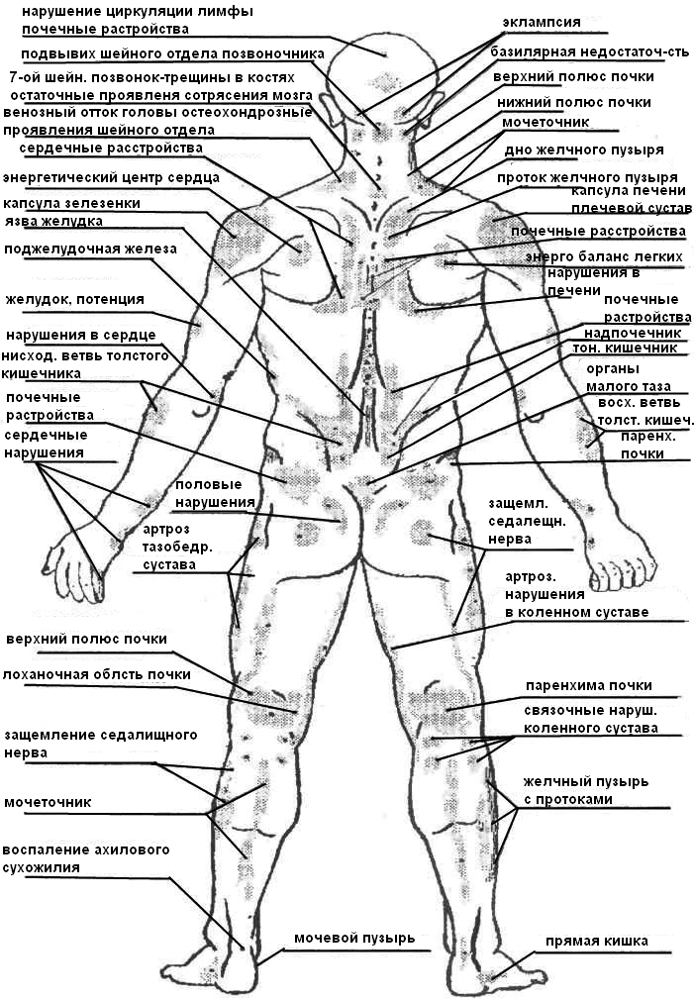 нарушение циркуляции лимфы
почечные растройства
подвывих шейного отдела позвоночника
7-ой шейн. позвонок-трещины в костях
остаточные проявленя сотрясения мозга
венозный отток головы остеохондрозные
проявления шейного отдела
сердечные расстройства
энергетический центр сердца
капсула зелезенки
язва желудка
поджелудочная железа
желудок, потенция
нарушения в сердце
нисход. ветвь толстого
кишечника
почечные
растройства
сердечные
нарушения
половые
нарушения
артроз
тазобедр.
сустава
верхний полюс почки
лоханочная облсть почки
защемление седалищного
нерва
мочеточник
воспаление ахилового
сухожилия
мочевой пузырь
эклампсия
базилярная недостаточ-сть
верхний полюс почки
нижний полюс почки
мочеточник
дно желчного пузыря
проток желчного пузыря
капсула печени
плечевой сустав
почечные расстройства
энерго баланс легких
нарушения в
печени
почечные
растройства
надпочечник
тон. кишечник
органы
малого таза
восх. ветвь
толст. кишеч.
паренх.
почки
защемл.
седалещн.
нерва
артроз.
нарушения
в коленном суставе
паренхима почки
связочные наруш.
коленного сустава
желчный пузырь
с протоками
прямая кишка